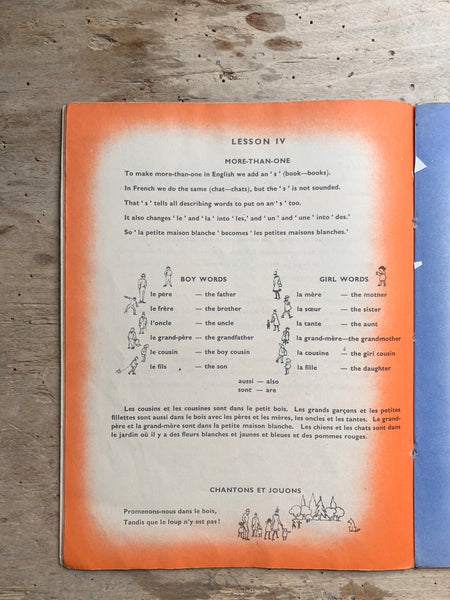 LESSON IV
MORE-THAN-ONE
To make more-than-one in English we add an ' s ' (book—books).
In French we do the same (chat—chats), but the ' s ' is not sounded.
That ' s ' tells all describing words to put on an ' s ' too.
It also changes ' le ' and ' la ' into ' les,' and ' un ' and ' une ' into ' des.'
So ' la petite maison blanche ' becomes ' les petites maisons blanches.'
BOY WORDS
le père — the father
le frère — the brother
l'oncle — the uncle
le grand-père — the grandfather
le cousin — the boy cousin
le fils — the son
GIRL WORDS
la mère — the mother
la sœur — the sister
la tante — the aunt
la grand-mère—the grandmother
la cousine — the girl cousin
la fille — the daughter
aussi — also
sont — are
Les cousins et les cousines sont dans le petit bois. Les grands garçons et les petites
fillettes sont aussi dans le bois avec les pères et les mères, les oncles et les tantes. Le grand-
père et la grand-mère sont dans la petite maison blanche. Les chiens et les chats sont dans
le jardin où il y a des fleurs blanches et jaunes et bleues et des pommes rouges.
CHANTONS ET JOUONS
Promenons-nous dans le bois,
Tandis que le loup n'y est pas!